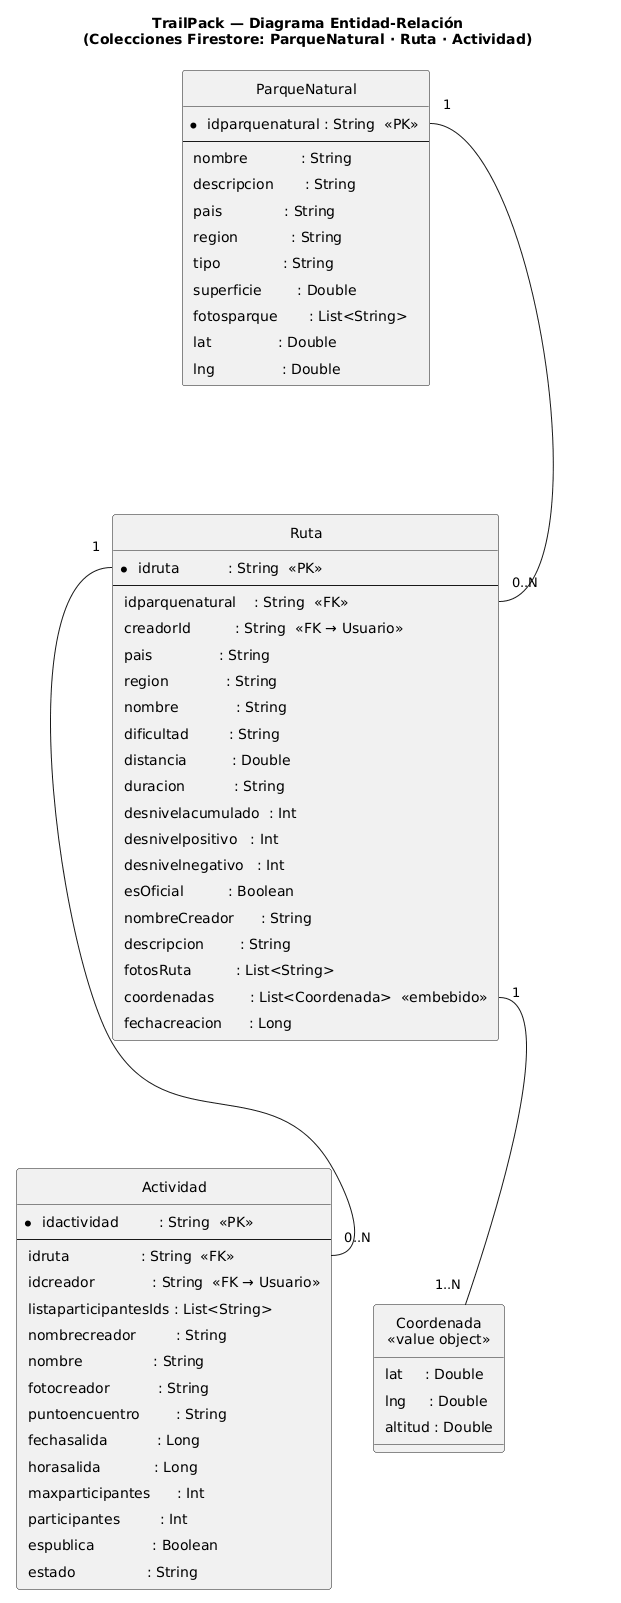 TrailPack — Diagrama Entidad-Relación
(Colecciones Firestore: ParqueNatural · Ruta · Actividad)
ParqueNatural
1
idparquenatural : String «PK»
nombre : String
descripcion : String
pais : String
region : String
tipo : String
superficie : Double
fotosparque : List<String>
lat : Double
lng : Double
Ruta
1
idruta : String «PK»
0..N
idparquenatural : String «FK»
creadorId : String «FK → Usuario»
pais : String
region : String
nombre : String
dificultad : String
distancia : Double
duracion : String
desnivelacumulado : Int
desnivelpositivo : Int
desnivelnegativo : Int
esOficial : Boolean
nombreCreador : String
descripcion : String
fotosRuta : List<String>
coordenadas : List<Coordenada> «embebido»
1
fechacreacion : Long
Actividad
idactividad : String «PK»
0..N
idruta : String «FK»
idcreador : String «FK → Usuario»
listaparticipantesIds : List<String>
nombrecreador : String
nombre : String
fotocreador : String
puntoencuentro : String
fechasalida : Long
horasalida : Long
maxparticipantes : Int
participantes : Int
espublica : Boolean
estado : String
1..N
Coordenada
«value object»
lat : Double
lng : Double
altitud : Double